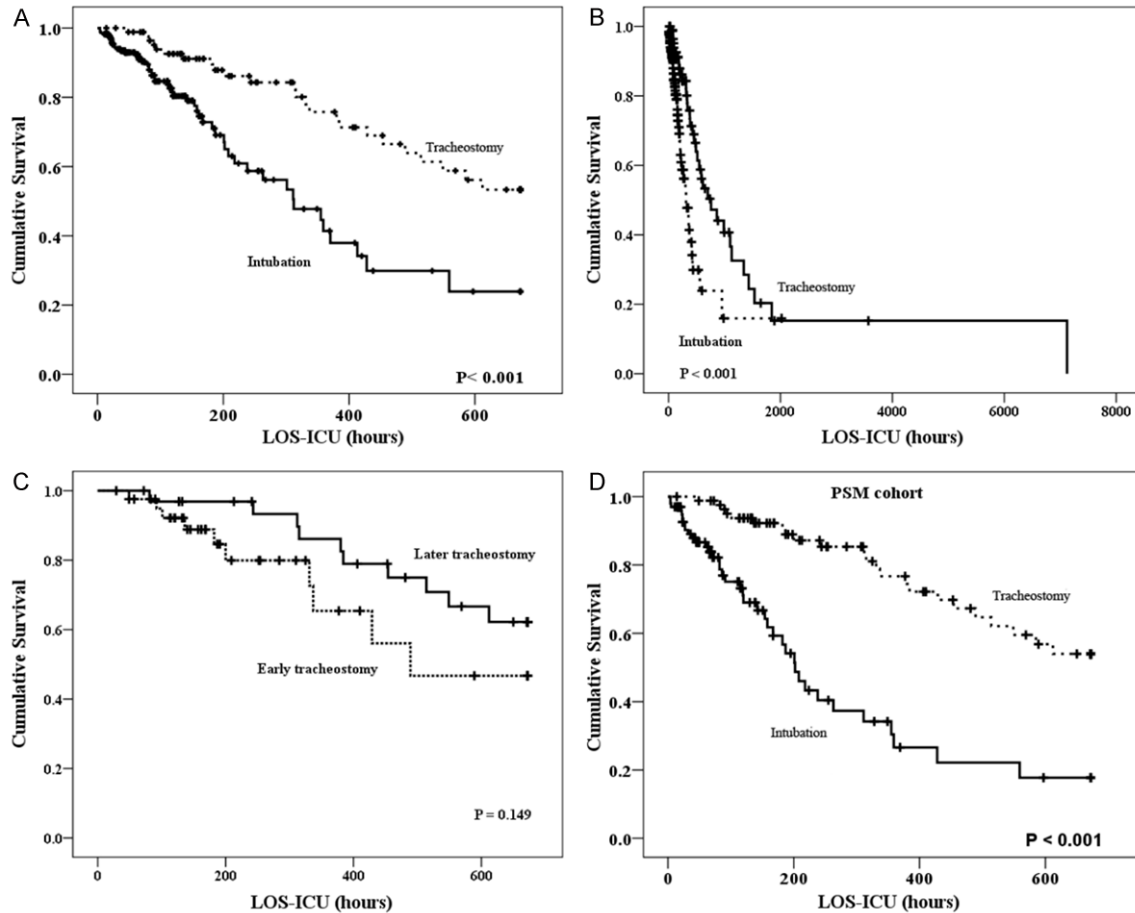 A
Cumulative Survival
1.0
0.8
0.6
0.4
0.2
0.0
Tracheostomy
Intubation
P< 0.001
0 200 400 600
LOS-ICU (hours)
B
Cumulative Survival
1.0
0.8
0.6
0.4
0.2
0.0
Tracheostomy
Intubation
P < 0.001
0 2000 4000 6000 8000
LOS-ICU (hours)
C
Cumulative Survival
1.0
0.8
0.6
0.4
0.2
0.0
Later tracheostomy
Early tracheostomy
P = 0.149
0 200 400 600
LOS-ICU (hours)
D
PSM cohort
Cumulative Survival
1.0
0.8
0.6
0.4
0.2
0.0
Tracheostomy
Intubation
P < 0.001
0 200 400 600
LOS-ICU (hours)